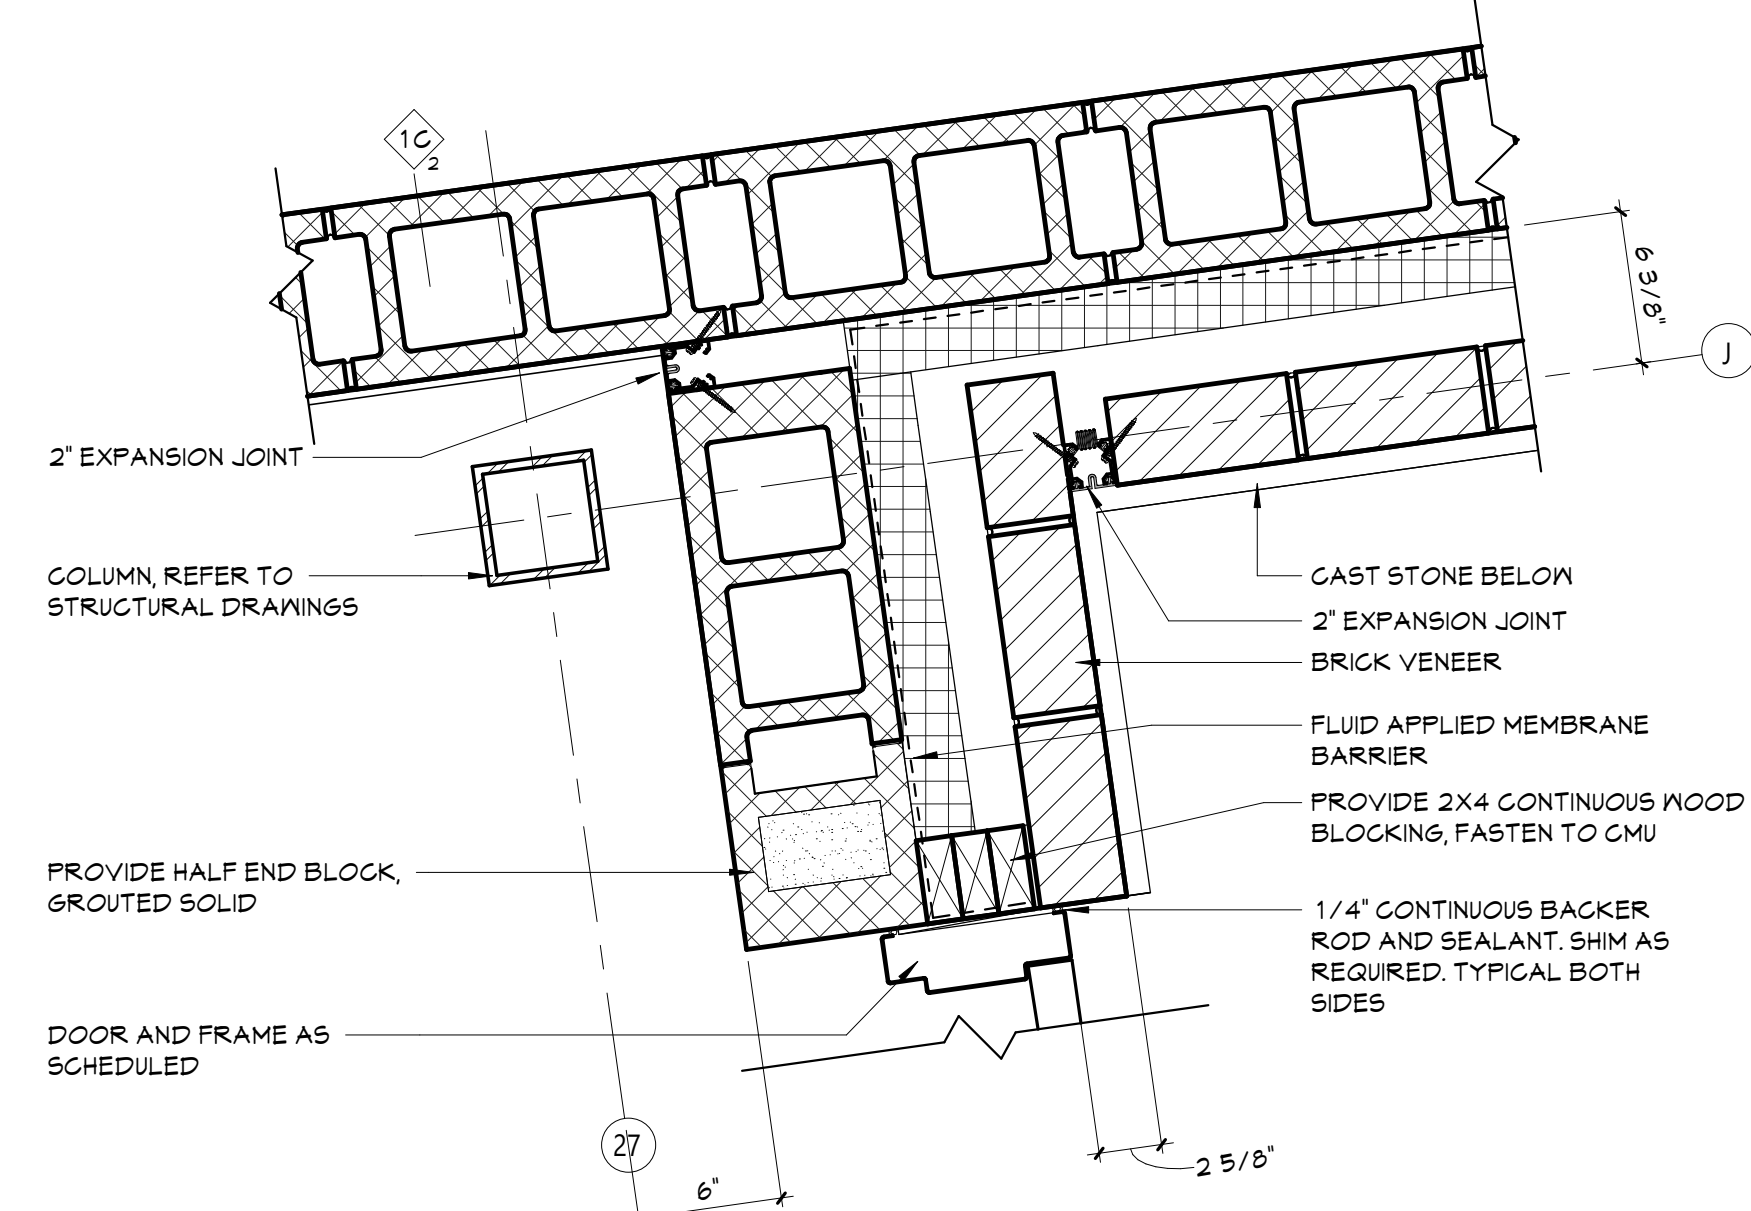 1C
2
6 3/8"
J
2" EXPANSION JOINT
COLUMN, REFER TO
STRUCTURAL DRAWINGS
CAST STONE BELOW
2" EXPANSION JOINT
BRICK VENEER
FLUID APPLIED MEMBRANE
BARRIER
PROVIDE 2X4 CONTINUOUS WOOD
BLOCKING, FASTEN TO CMU
PROVIDE HALF END BLOCK,
GROUTED SOLID
1/4" CONTINUOUS BACKER
ROD AND SEALANT. SHIM AS
REQUIRED. TYPICAL BOTH
SIDES
DOOR AND FRAME AS
SCHEDULED
27
6"
2 5/8"